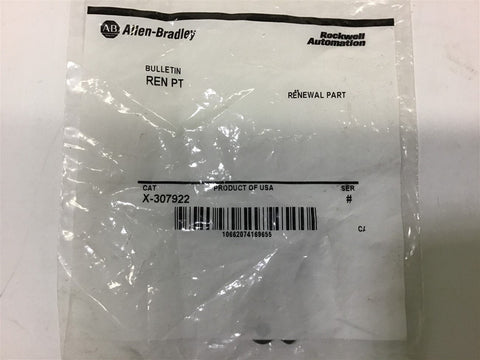 AB Allen-Bradley
Rockwell Automation
BULLETIN
REN PT
RENEWAL PART
CAT PRODUCT OF USA SER
X-307922 #
10662074169655
CJ